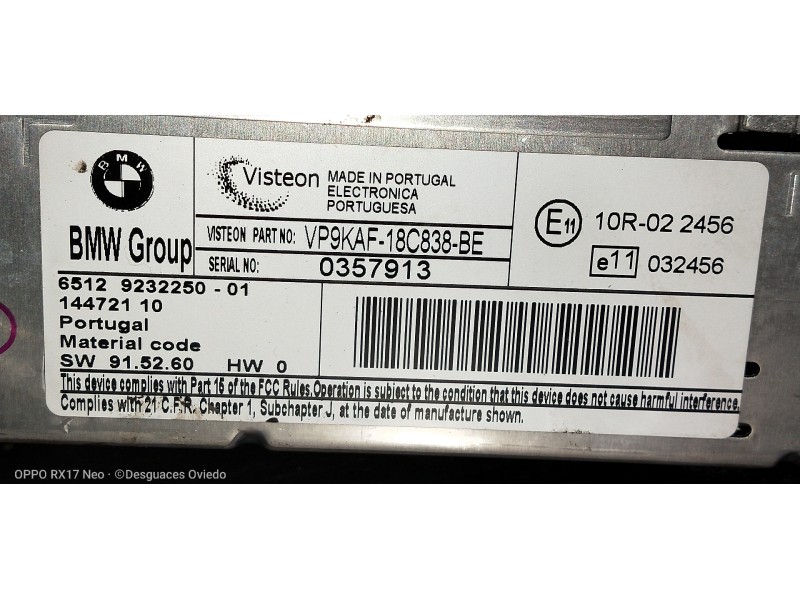 BMW
BMW Group
Visteon
MADE IN PORTUGAL
ELECTRONICA
PORTUGUESA
VISTEON PART NO: VP9KAF-18C838-BE
SERIAL NO: 0357913
E11 10R-02 2456
e11 032456
6512 9232250 - 01
144721 10
Portugal
Material code
SW 91.52.60 HW 0
This device complies with Part 15 of the FCC Rules.Operation is subject to the condition that this device does not cause harmful interference.
Complies with 21 C.F.R. Chapter 1, Subchapter J, at the date of manufacture shown.
OPPO RX17 Neo · ©Desguaces Oviedo